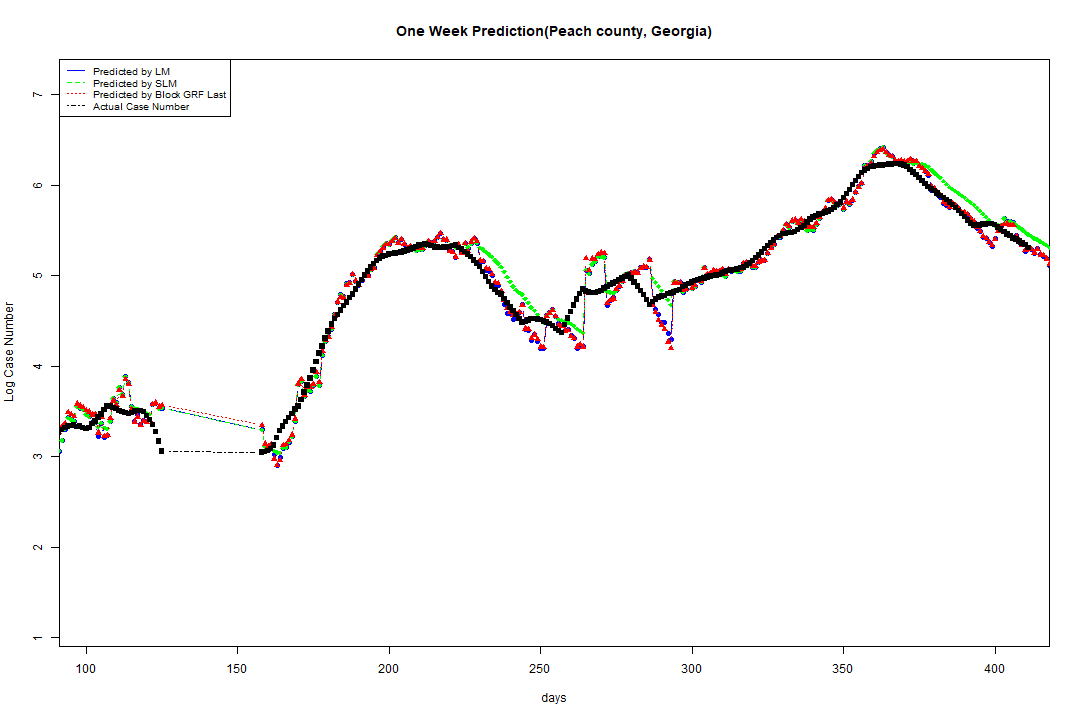 One Week Prediction(Peach county, Georgia)
Predicted by LM
Predicted by SLM
Predicted by Block GRF Last
Actual Case Number
7
6
5
4
3
2
1
Log Case Number
100 150 200 250 300 350 400
days